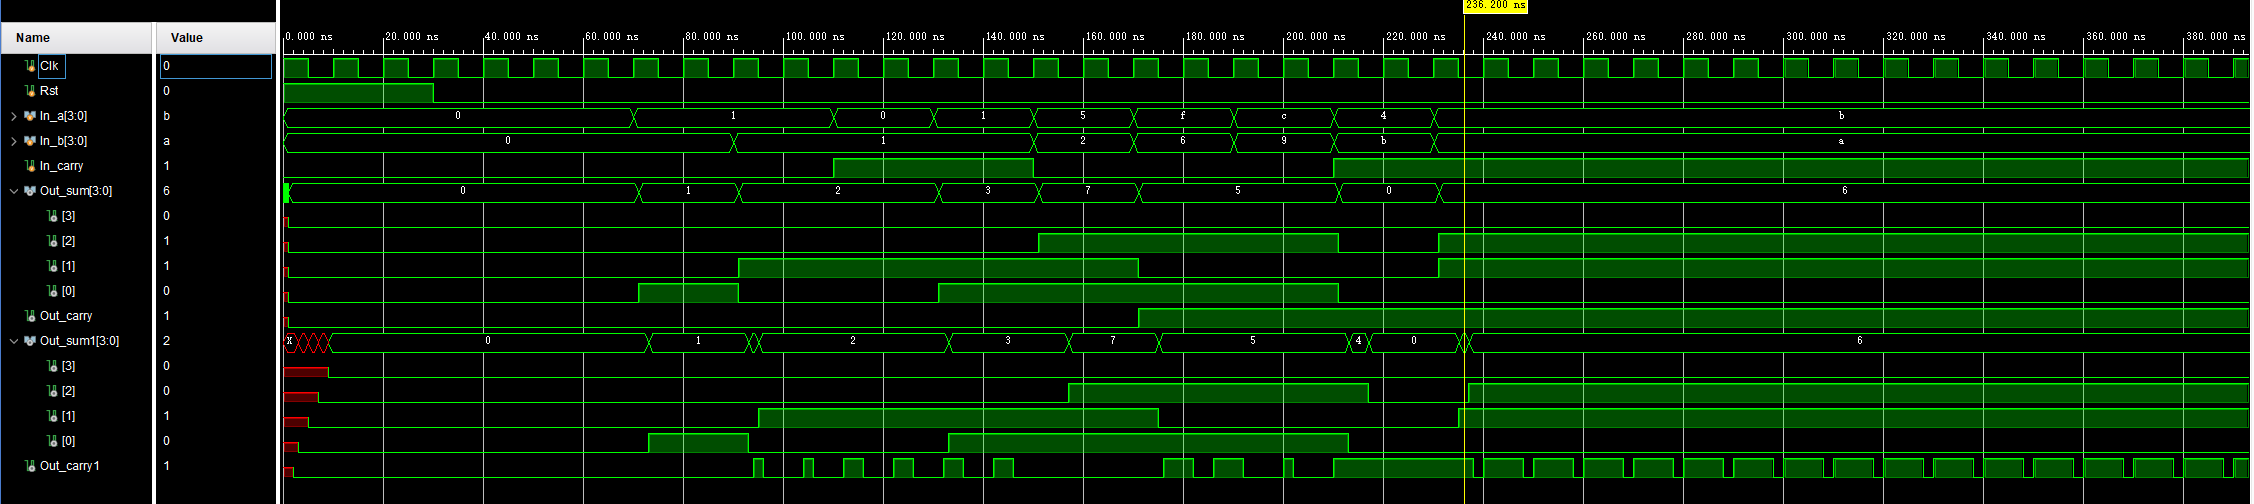 236.200 ns
Name Value
0.000 ns 20.000 ns 40.000 ns 60.000 ns 80.000 ns 100.000 ns 120.000 ns 140.000 ns 160.000 ns 180.000 ns 200.000 ns 220.000 ns 240.000 ns 260.000 ns 280.000 ns 300.000 ns 320.000 ns 340.000 ns 360.000 ns 380.000 ns
Clk 0
Rst 0
In_a[3:0] b 0 1 0 1 5 f c 4 b
In_b[3:0] a 0 1 2 6 9 b a
In_carry 1
Out_sum[3:0] 6 0 1 2 3 7 5 0 6
[3] 0
[2] 1
[1] 1
[0] 0
Out_carry 1
Out_sum1[3:0] 2 X 0 1 2 3 7 5 4 0 6
[3] 0
[2] 0
[1] 1
[0] 0
Out_carry1 1